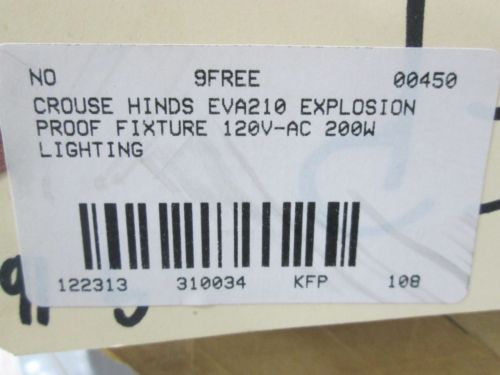 NO 9FREE 00450
CROUSE HINDS EVA210 EXPLOSION
PROOF FIXTURE 120V-AC 200W
LIGHTING
122313 310034 KFP 108